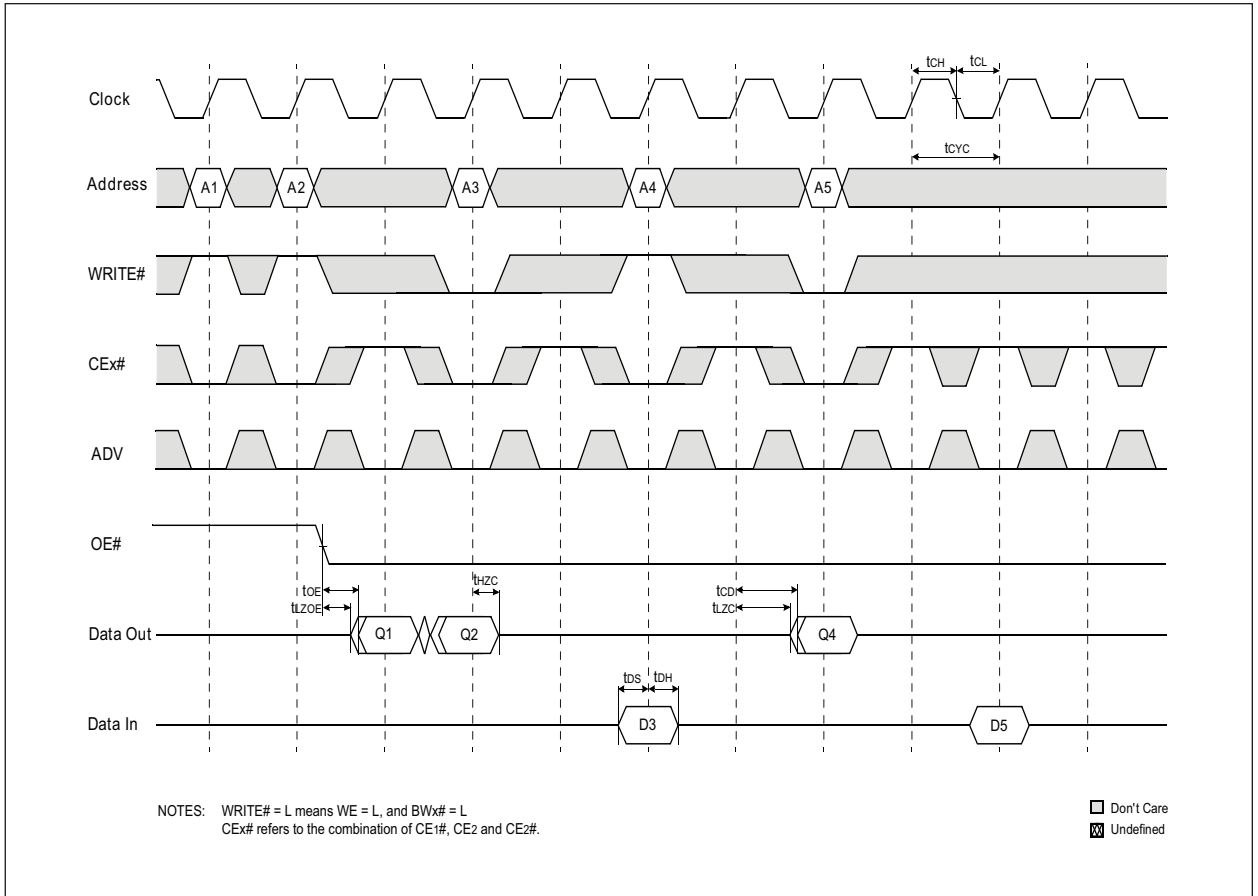 tCH tCL
Clock
tCYC
Address A1 A2 A3 A4 A5
WRITE#
CEx#
ADV
OE#
tOE tHZC tCD
tLZOE tLZC
Data Out Q1 Q2 Q4
tDS tDH
Data In D3 D5
NOTES: WRITE# = L means WE = L, and BWx# = L
CEx# refers to the combination of CE1#, CE2 and CE2#.
Don't Care
Undefined